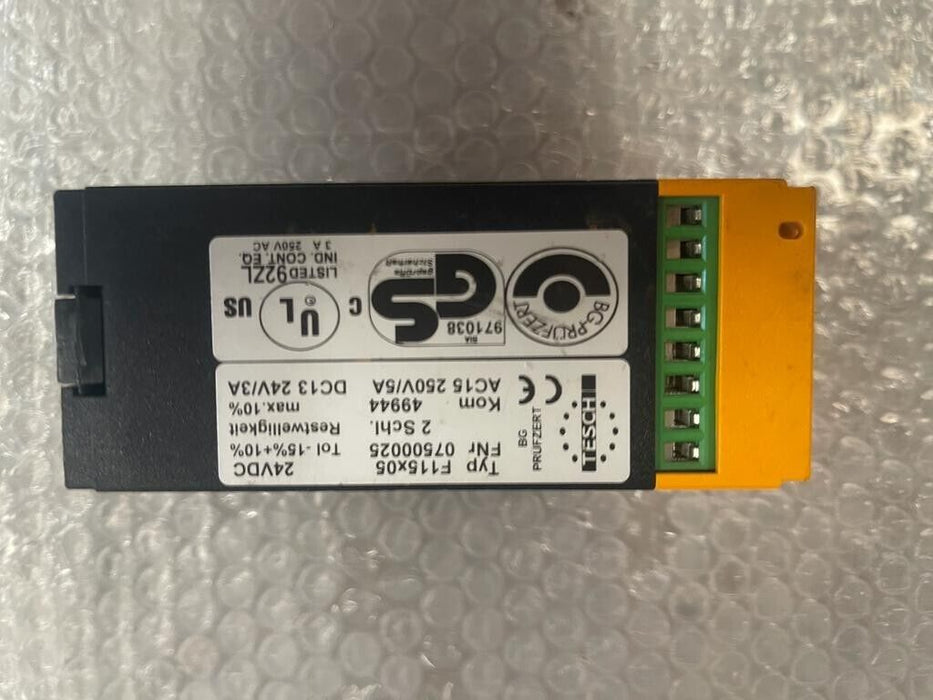 TESCH
BG
PRÜFZERT
Typ F115x05
FNr 07500025
2 Schl.
Kom 49944
AC15 250V/5A
24VDC
Tol -15%+10%
Restwelligkeit
max.10%
DC13 24V/3A
BG-PRÜFZERT
BIA
971038
GS
geprüfte
Sicherheit
C UL US
LISTED 92ZL
IND. CONT. EQ.
3 A 250V AC